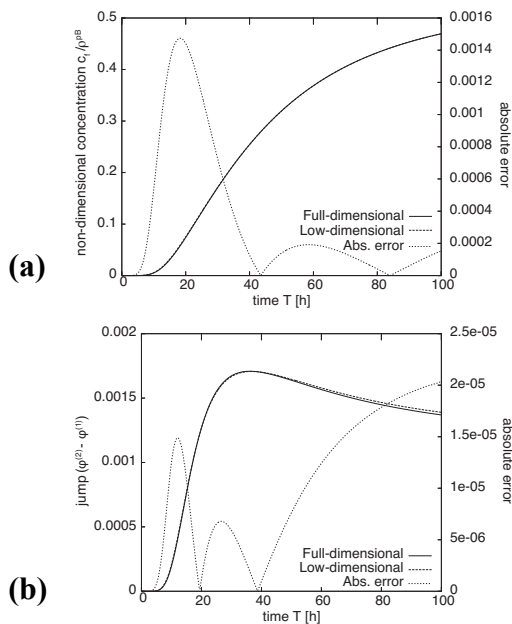 0.5
0.4
0.3
0.2
0.1
0
0.0016
0.0014
0.0012
0.001
0.0008
0.0006
0.0004
0.0002
0
non-dimensional concentration c_f/ρ^pB
absolute error
Full-dimensional
Low-dimensional
Abs. error
0 20 40 60 80 100
time T [h]
(a)
0.002
0.0015
0.001
0.0005
0
2.5e-05
2e-05
1.5e-05
1e-05
5e-06
0
jump (φ^(2) - φ^(1))
absolute error
Full-dimensional
Low-dimensional
Abs. error
0 20 40 60 80 100
time T [h]
(b)